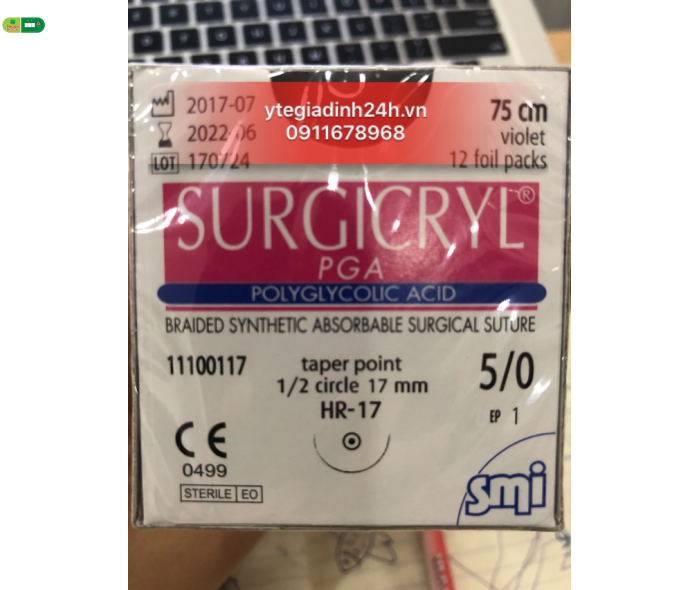 2017-07
ytegiadinh24h.vn
75 cm
2022-06
0911678968
violet
LOT 170724
12 foil packs
SURGICRYL®
PGA
POLYGLYCOLIC ACID
BRAIDED SYNTHETIC ABSORBABLE SURGICAL SUTURE
11100117
taper point
5/0
1/2 circle 17 mm
HR-17
EP 1
CE
0499
STERILE EO
smi